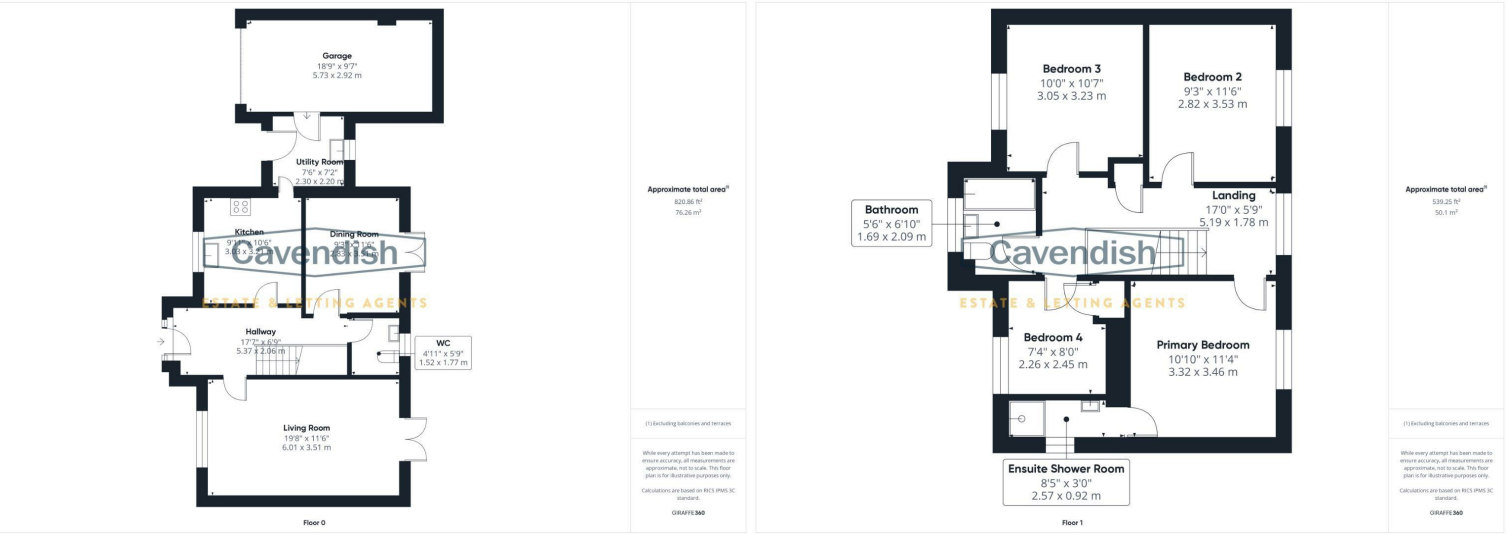 Garage
18'9" x 9'7"
5.73 x 2.92 m
Utility Room
7'6" x 7'2"
2.30 x 2.20 m
Kitchen
9'11" x 10'6"
Dining Room
Cavendish
ESTATE & LETTING AGENTS
Hallway
17'7" x 6'9"
5.37 x 2.06 m
WC
4'11" x 5'9"
1.52 x 1.77 m
Living Room
19'8" x 11'6"
6.01 x 3.51 m
Floor 0
Approximate total area⁽¹⁾
820.86 ft²
76.26 m²
(1) Excluding balconies and terraces
While every attempt has been made to
ensure accuracy, all measurements are
approximate, not to scale. This floor
plan is for illustrative purposes only.
Calculations are based on RICS IPMS 3C
standard.
GIRAFFE360
Bedroom 3
10'0" x 10'7"
3.05 x 3.23 m
Bedroom 2
9'3" x 11'6"
2.82 x 3.53 m
Bathroom
5'6" x 6'10"
1.69 x 2.09 m
Landing
17'0" x 5'9"
5.19 x 1.78 m
Cavendish
ESTATE & LETTING AGENTS
Bedroom 4
7'4" x 8'0"
2.26 x 2.45 m
Primary Bedroom
10'10" x 11'4"
3.32 x 3.46 m
Ensuite Shower Room
8'5" x 3'0"
2.57 x 0.92 m
Floor 1
Approximate total area⁽¹⁾
539.25 ft²
50.1 m²
(1) Excluding balconies and terraces
While every attempt has been made to
ensure accuracy, all measurements are
approximate, not to scale. This floor
plan is for illustrative purposes only.
Calculations are based on RICS IPMS 3C
standard.
GIRAFFE360